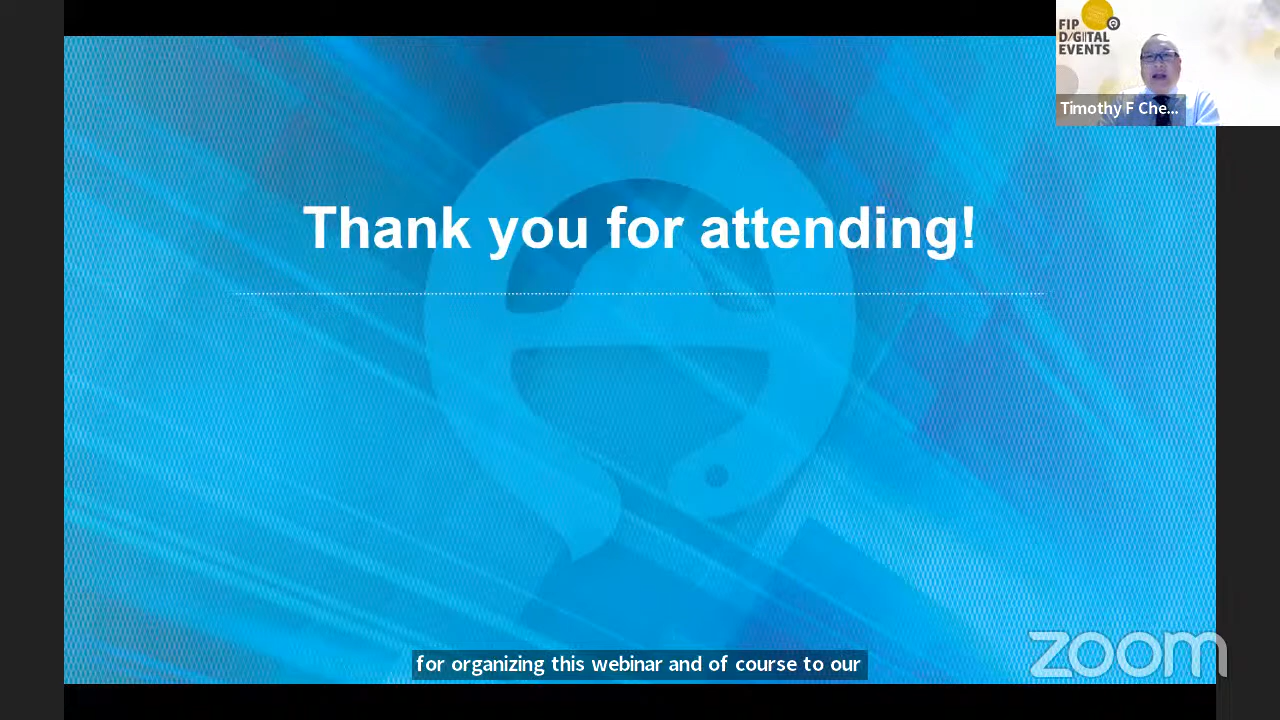 FIP
DIGITAL
EVENTS
Timothy F Che...
Thank you for attending!
for organizing this webinar and of course to our
zoom